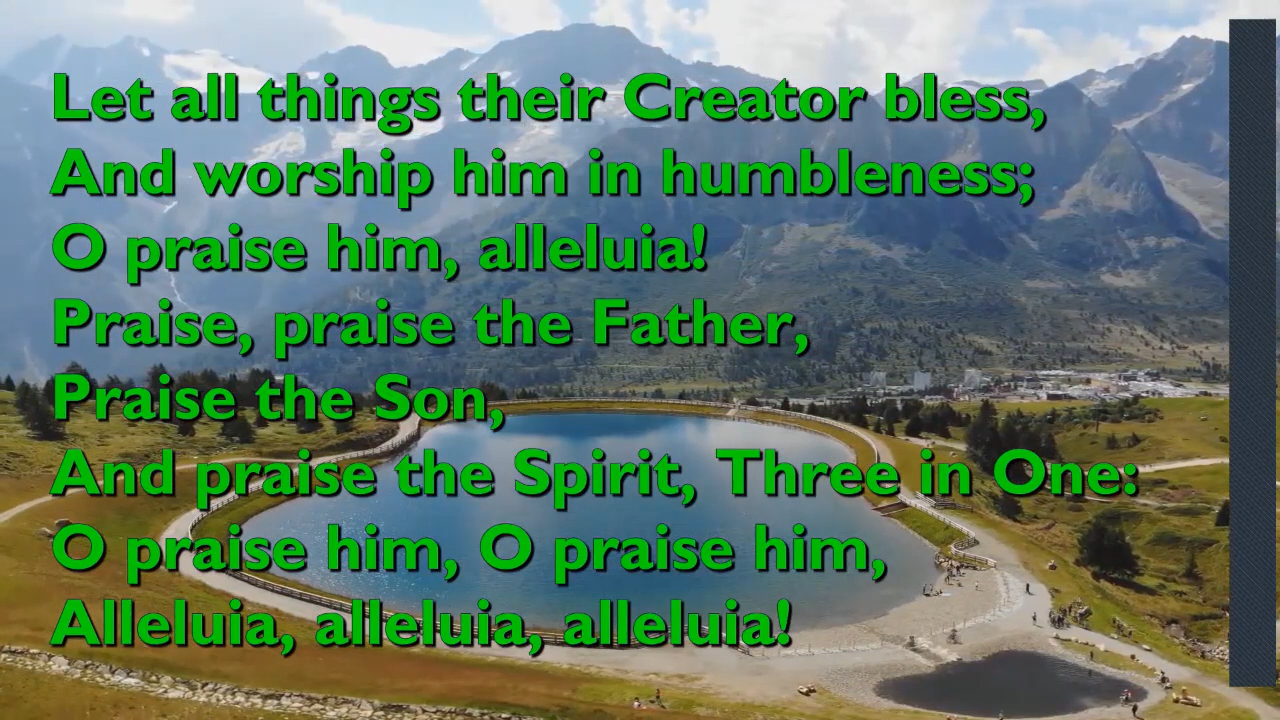 Let all things their Creator bless,
And worship him in humbleness;
O praise him, alleluia!
Praise, praise the Father,
Praise the Son,
And praise the Spirit, Three in One:
O praise him, O praise him,
Alleluia, alleluia, alleluia!